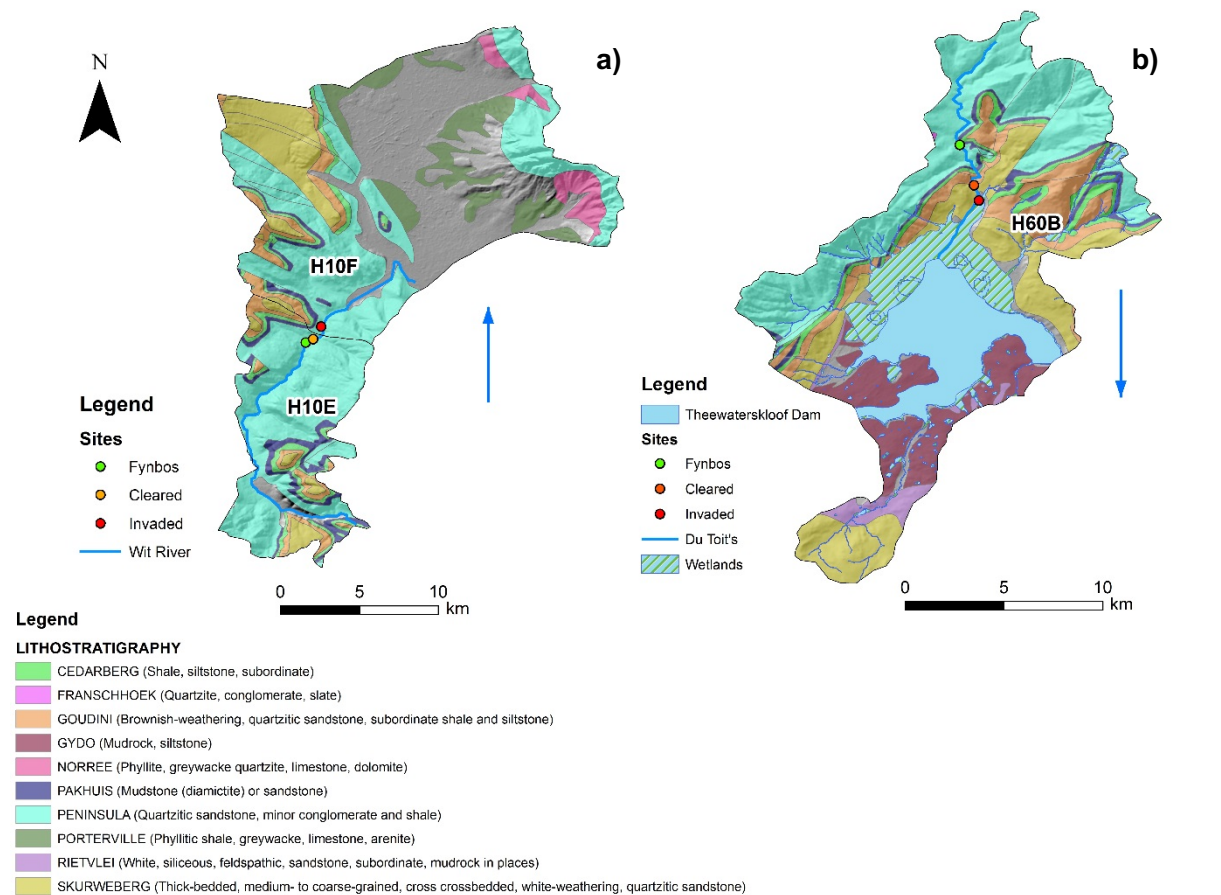 N
a)
H10F
H10E
Legend
Sites
Fynbos
Cleared
Invaded
Wit River
0 5 10
km
b)
H60B
Legend
Theewaterskloof Dam
Sites
Fynbos
Cleared
Invaded
Du Toit's
Wetlands
0 5 10
km
Legend
LITHOSTRATIGRAPHY
CEDARBERG (Shale, siltstone, subordinate)
FRANSCHHOEK (Quartzite, conglomerate, slate)
GOUDINI (Brownish-weathering, quartzitic sandstone, subordinate shale and siltstone)
GYDO (Mudrock, siltstone)
NORREE (Phyllite, greywacke quartzite, limestone, dolomite)
PAKHUIS (Mudstone (diamictite) or sandstone)
PENINSULA (Quartzitic sandstone, minor conglomerate and shale)
PORTERVILLE (Phyllitic shale, greywacke, limestone, arenite)
RIETVLEI (White, siliceous, feldspathic, sandstone, subordinate, mudrock in places)
SKURWEBERG (Thick-bedded, medium- to coarse-grained, cross crossbedded, white-weathering, quartzitic sandstone)